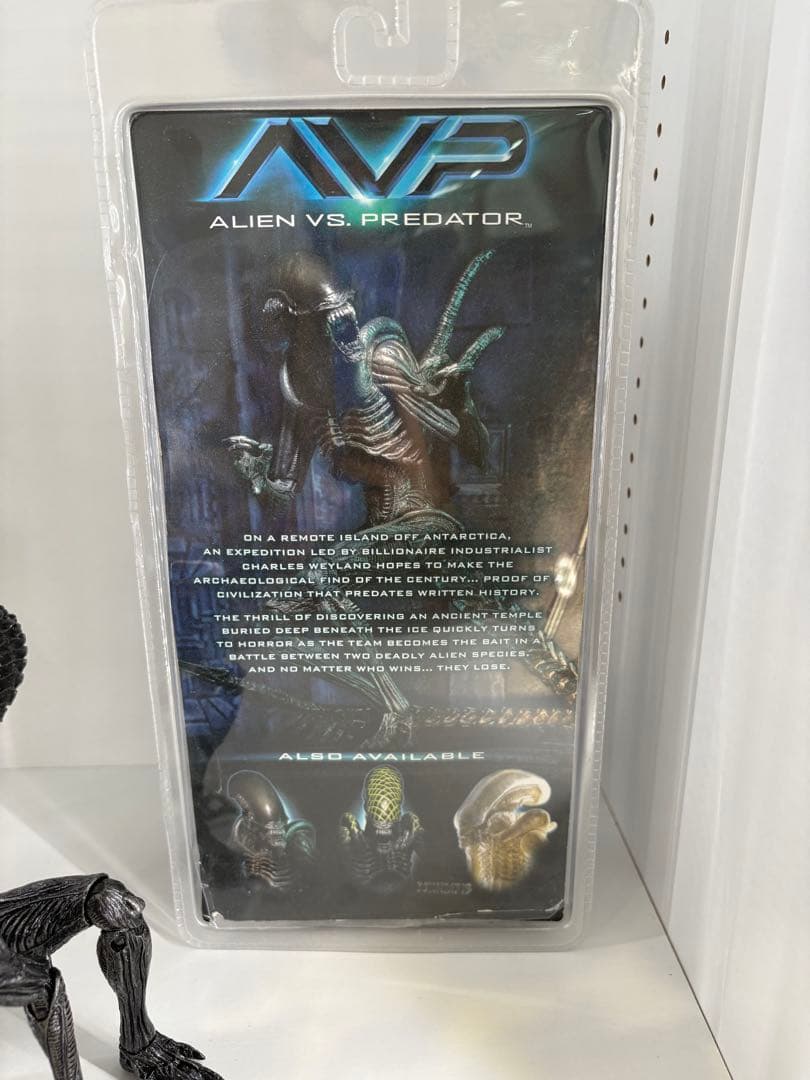 AVP
ALIEN VS. PREDATOR™
ON A REMOTE ISLAND OFF ANTARCTICA,
AN EXPEDITION LED BY BILLIONAIRE INDUSTRIALIST
CHARLES WEYLAND HOPES TO MAKE THE
ARCHAEOLOGICAL FIND OF THE CENTURY... PROOF OF A
CIVILIZATION THAT PREDATES WRITTEN HISTORY.
THE THRILL OF DISCOVERING AN ANCIENT TEMPLE
BURIED DEEP BENEATH THE ICE QUICKLY TURNS
TO HORROR AS THE TEAM BECOMES THE BAIT IN A
BATTLE BETWEEN TWO DEADLY ALIEN SPECIES.
AND NO MATTER WHO WINS... THEY LOSE.
ALSO AVAILABLE